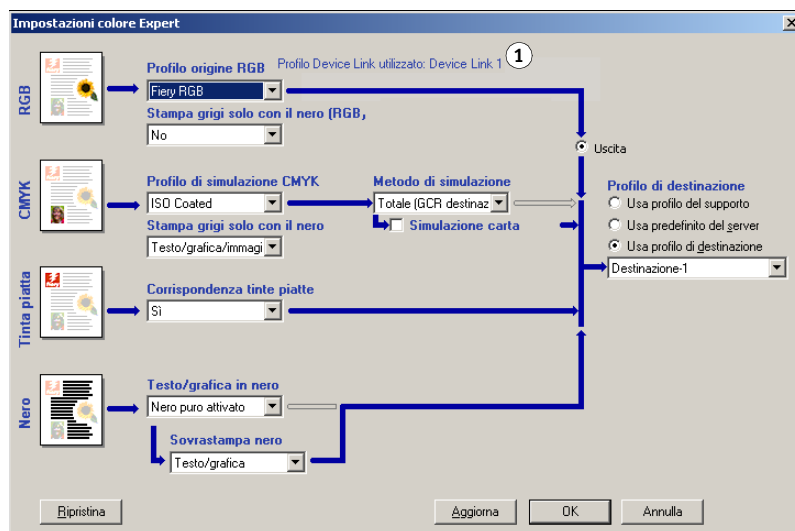 Impostazioni colore Expert
RGB
Profilo origine RGB
Profilo Device Link utilizzato: Device Link 1
1
Fiery RGB
Stampa grigi solo con il nero (RGB,
No
Uscita
CMYK
Profilo di simulazione CMYK
ISO Coated
Metodo di simulazione
Totale (GCR destinaz
Simulazione carta
Stampa grigi solo con il nero
Testo/grafica/immagi
Profilo di destinazione
Usa profilo del supporto
Usa predefinito del server
Usa profilo di destinazione
Destinazione-1
Tinta piatta
Corrispondenza tinte piatte
Sì
Nero
Testo/grafica in nero
Nero puro attivato
Sovrastampa nero
Testo/grafica
Ripristina
Aggiorna
OK
Annulla